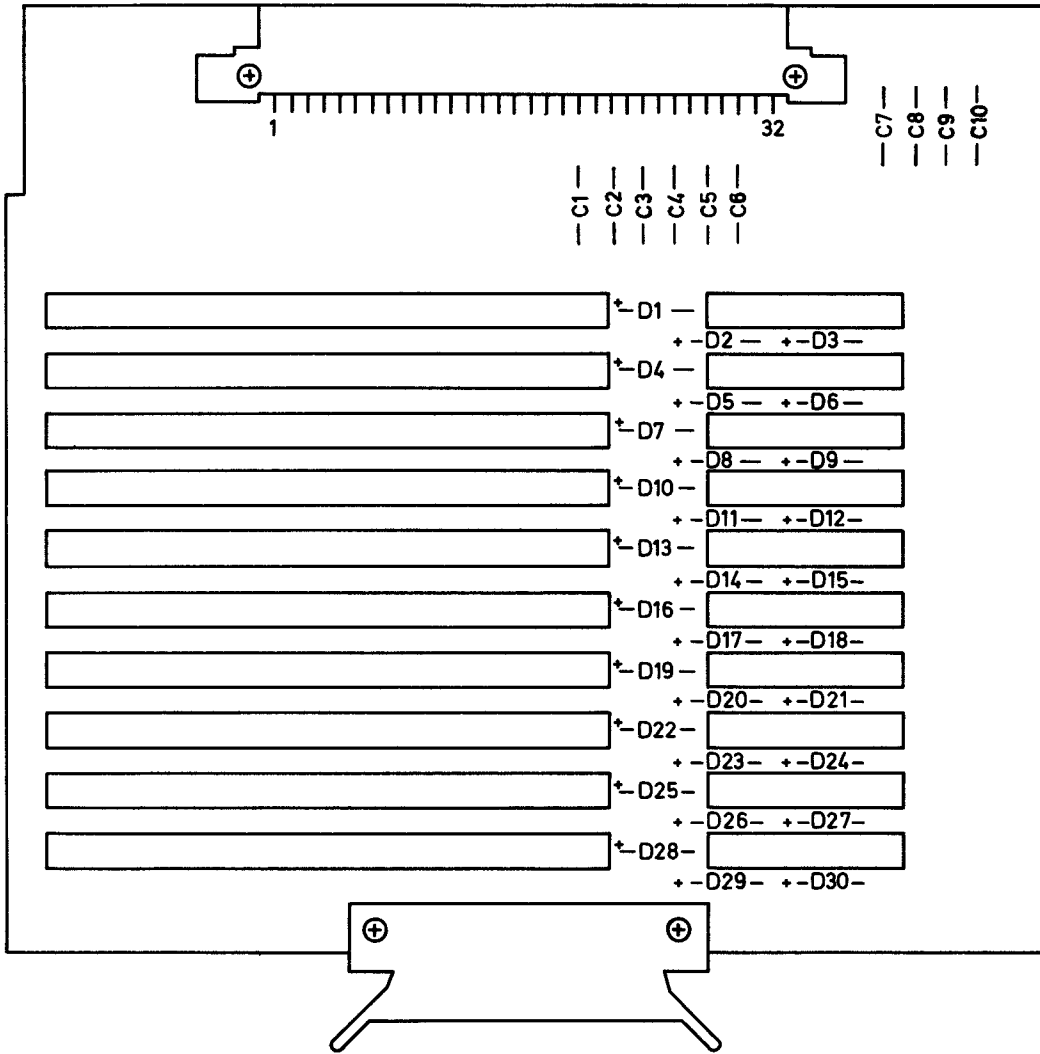 1 32
C7
C8
C9
C10
C1
C2
C3
C4
C5
C6
+ D1
+ D2 + D3
+ D4
+ D5 + D6
+ D7
+ D8 + D9
+ D10
+ D11 + D12
+ D13
+ D14 + D15
+ D16
+ D17 + D18
+ D19
+ D20 + D21
+ D22
+ D23 + D24
+ D25
+ D26 + D27
+ D28
+ D29 + D30